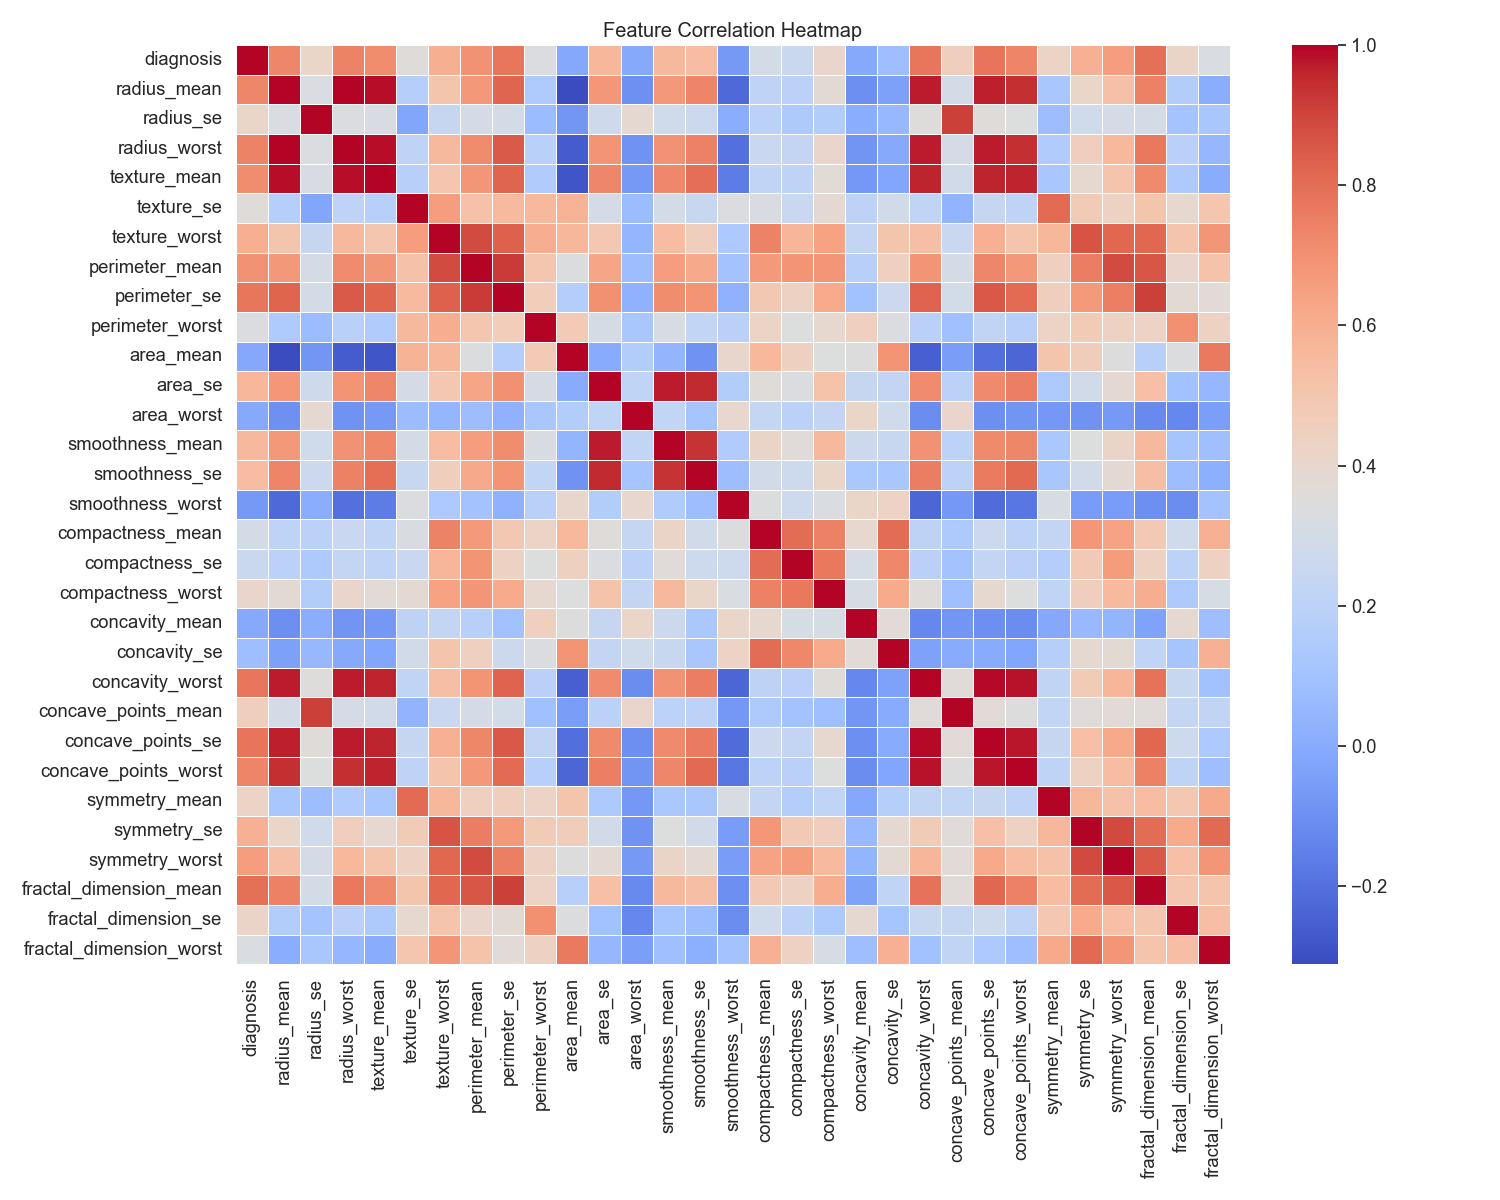 Feature Correlation Heatmap
diagnosis
radius_mean
radius_se
radius_worst
texture_mean
texture_se
texture_worst
perimeter_mean
perimeter_se
perimeter_worst
area_mean
area_se
area_worst
smoothness_mean
smoothness_se
smoothness_worst
compactness_mean
compactness_se
compactness_worst
concavity_mean
concavity_se
concavity_worst
concave_points_mean
concave_points_se
concave_points_worst
symmetry_mean
symmetry_se
symmetry_worst
fractal_dimension_mean
fractal_dimension_se
fractal_dimension_worst
diagnosis
radius_mean
radius_se
radius_worst
texture_mean
texture_se
texture_worst
perimeter_mean
perimeter_se
perimeter_worst
area_mean
area_se
area_worst
smoothness_mean
smoothness_se
smoothness_worst
compactness_mean
compactness_se
compactness_worst
concavity_mean
concavity_se
concavity_worst
concave_points_mean
concave_points_se
concave_points_worst
symmetry_mean
symmetry_se
symmetry_worst
fractal_dimension_mean
fractal_dimension_se
fractal_dimension_worst
1.0
0.8
0.6
0.4
0.2
0.0
−0.2